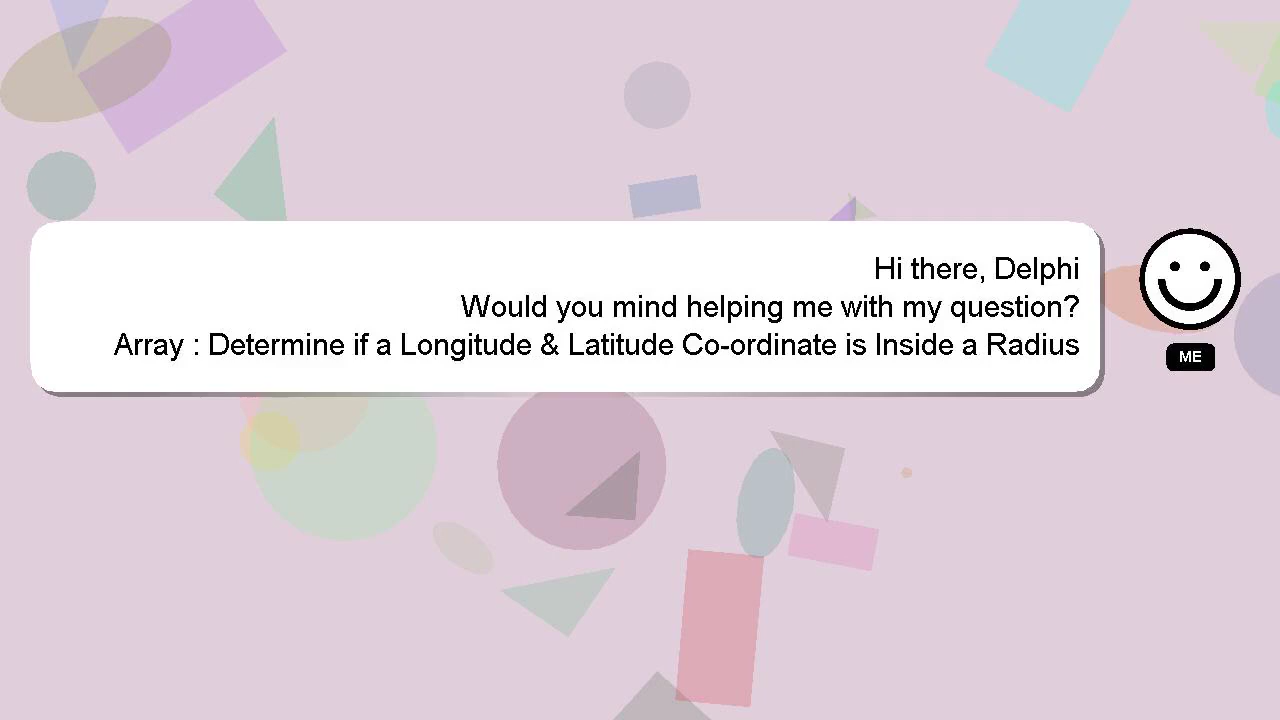 Hi there, Delphi
Would you mind helping me with my question?
Array : Determine if a Longitude & Latitude Co-ordinate is Inside a Radius
ME